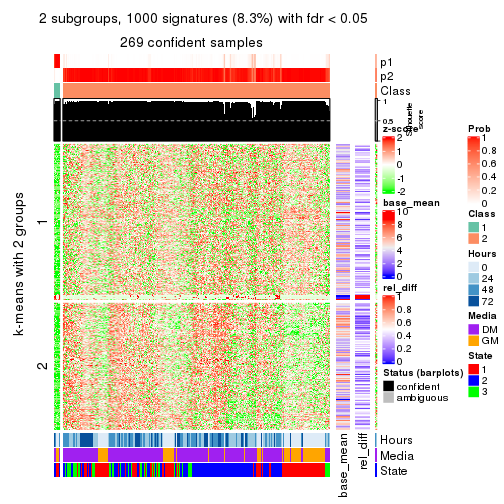 2 subgroups, 1000 signatures (8.3%) with fdr < 0.05
269 confident samples
p1
p2
Class
1
0.5
Silhouette
score
k-means with 2 groups
1
2
Hours
Media
State
base_mean
rel_diff
z-score
2
1
0
-1
-2
base_mean
10
8
6
4
2
0
rel_diff
1
0.8
0.6
0.4
0.2
0
Status (barplots)
confident
ambiguous
Prob
1
0.8
0.6
0.4
0.2
0
Class
1
2
Hours
0
24
48
72
Media
DM
GM
State
1
2
3